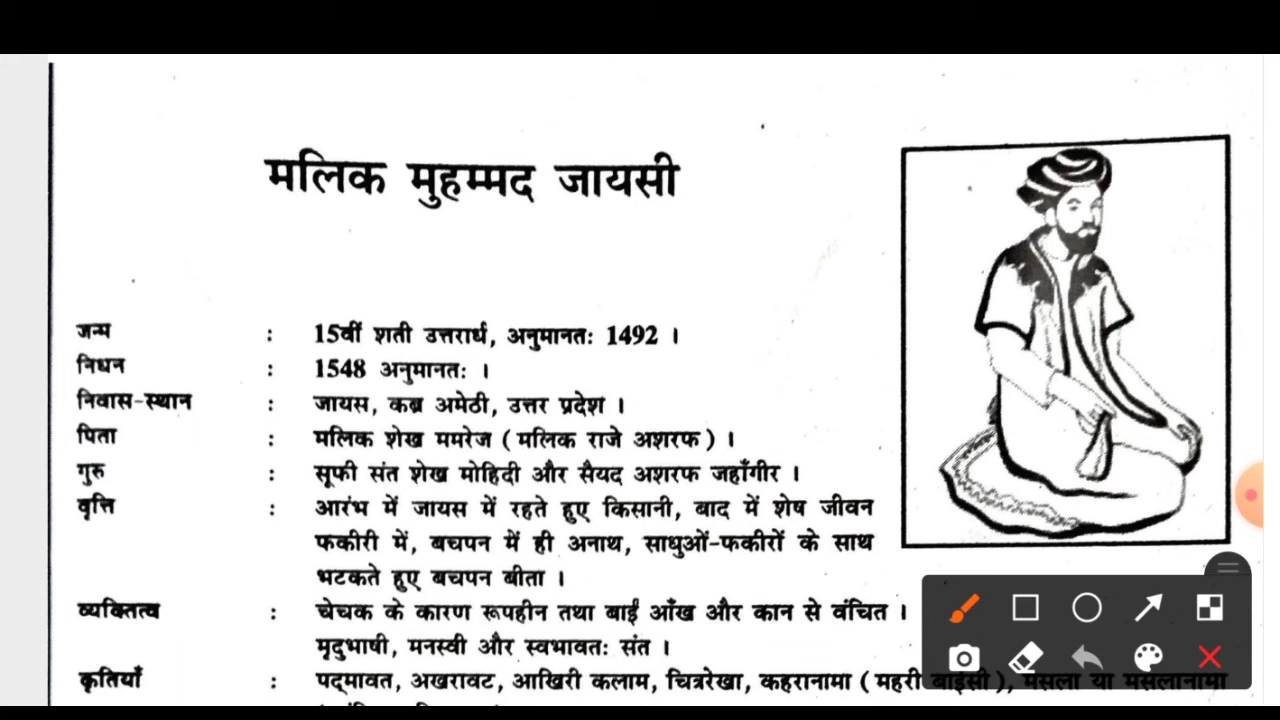 मलिक मुहम्मद जायसी
जन्म : 15वीं शती उत्तरार्ध, अनुमानतः 1492 ।
निधन : 1548 अनुमानतः ।
निवास-स्थान : जायस, कब्र अमेठी, उत्तर प्रदेश ।
पिता : मलिक शेख ममरेज (मलिक राजे अशरफ) ।
गुरु : सूफी संत शेख मोहिदी और सैयद अशरफ जहाँगीर ।
वृत्ति : आरंभ में जायस में रहते हुए किसानी, बाद में शेष जीवन
फकीरी में, बचपन में ही अनाथ, साधुओं-फकीरों के साथ
भटकते हुए बचपन बीता ।
व्यक्तित्व : चेचक के कारण रूपहीन तथा बाईं आँख और कान से वंचित ।
मृदुभाषी, मनस्वी और स्वभावतः संत ।
कृतियाँ : पद्मावत, अखरावट, आखिरी कलाम, चित्ररेखा, कहरानामा (महरी बाईसी), मसला या मसलानामा